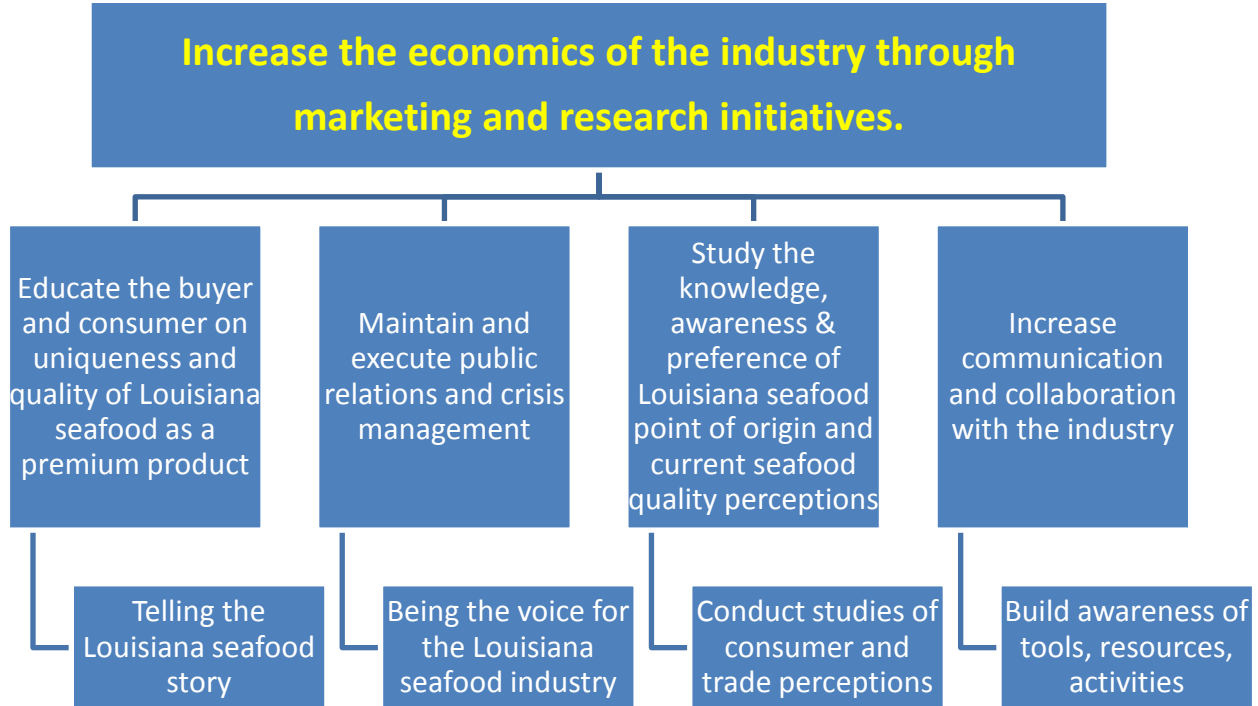 Increase the economics of the industry through
marketing and research initiatives.
Educate the buyer
and consumer on
uniqueness and
quality of Louisiana
seafood as a
premium product
Maintain and
execute public
relations and crisis
management
Study the
knowledge,
awareness &
preference of
Louisiana seafood
point of origin and
current seafood
quality perceptions
Increase
communication
and collaboration
with the industry
Telling the
Louisiana seafood
story
Being the voice for
the Louisiana
seafood industry
Conduct studies of
consumer and
trade perceptions
Build awareness of
tools, resources,
activities